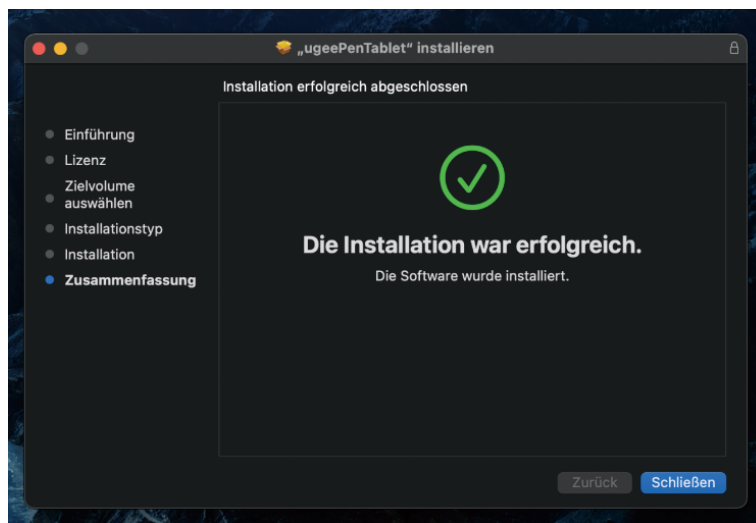 „ugeePenTablet“ installieren
Installation erfolgreich abgeschlossen
Einführung
Lizenz
Zielvolume
auswählen
Installationstyp
Installation
Zusammenfassung
Die Installation war erfolgreich.
Die Software wurde installiert.
Zurück
Schließen